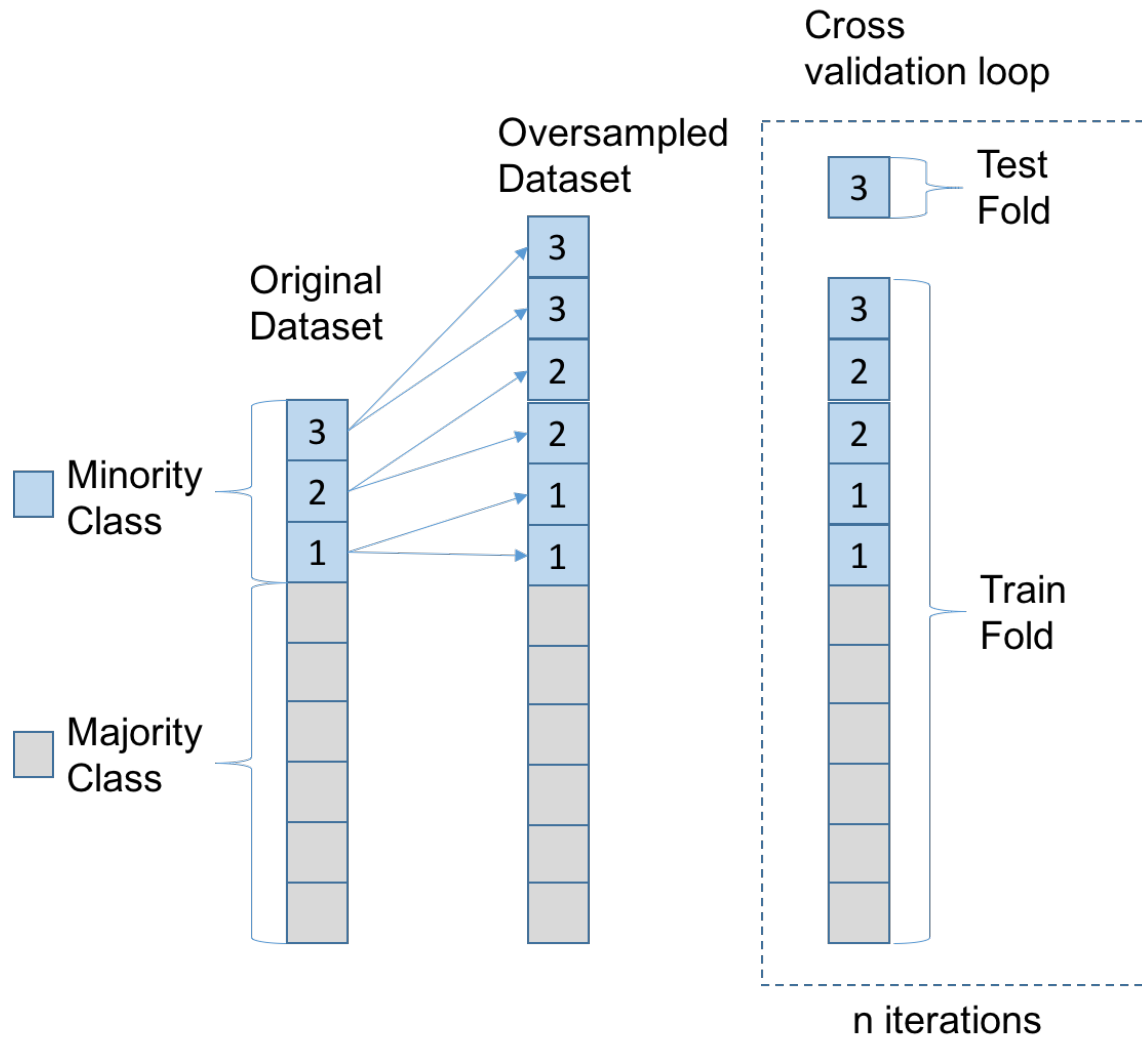 Cross
validation loop
Oversampled
Dataset
Test
Fold
3
Original
Dataset
3
3
2
2
1
1
3
2
1
3
2
2
1
1
Minority
Class
Majority
Class
Train
Fold
n iterations